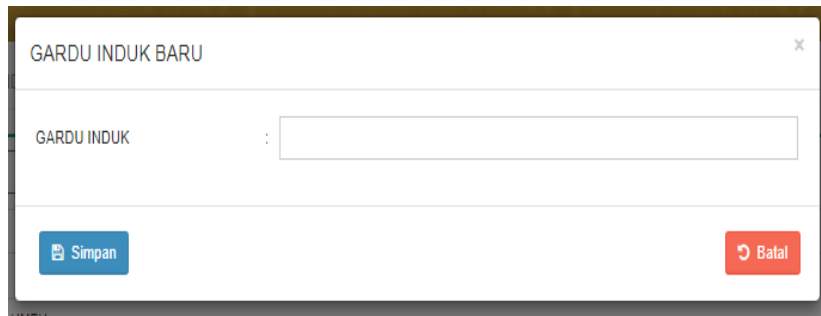 GARDU INDUK BARU
×
GARDU INDUK :
Simpan
Batal